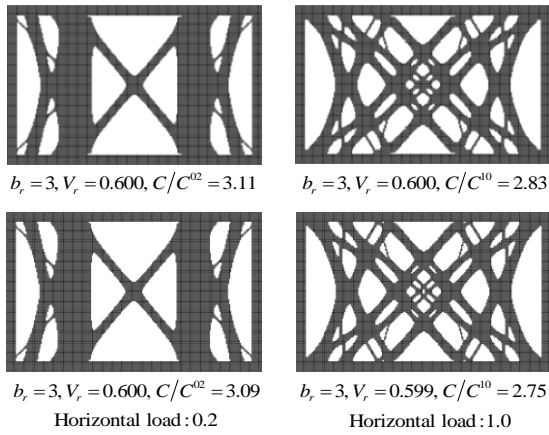 b_r = 3, V_r = 0.600, C/C^{02} = 3.11
b_r = 3, V_r = 0.600, C/C^{10} = 2.83
b_r = 3, V_r = 0.600, C/C^{02} = 3.09
b_r = 3, V_r = 0.599, C/C^{10} = 2.75
Horizontal load : 0.2
Horizontal load : 1.0